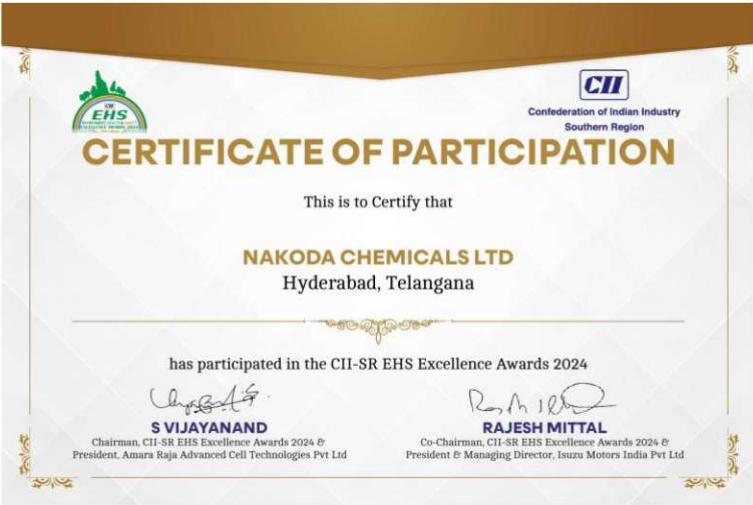 CII
EHS
CII
Confederation of Indian Industry
Southern Region
CERTIFICATE OF PARTICIPATION
This is to Certify that
NAKODA CHEMICALS LTD
Hyderabad, Telangana
has participated in the CII-SR EHS Excellence Awards 2024
S VIJAYANAND
Chairman, CII-SR EHS Excellence Awards 2024 &
President, Amara Raja Advanced Cell Technologies Pvt Ltd
RAJESH MITTAL
Co-Chairman, CII-SR EHS Excellence Awards 2024 &
President & Managing Director, Isuzu Motors India Pvt Ltd